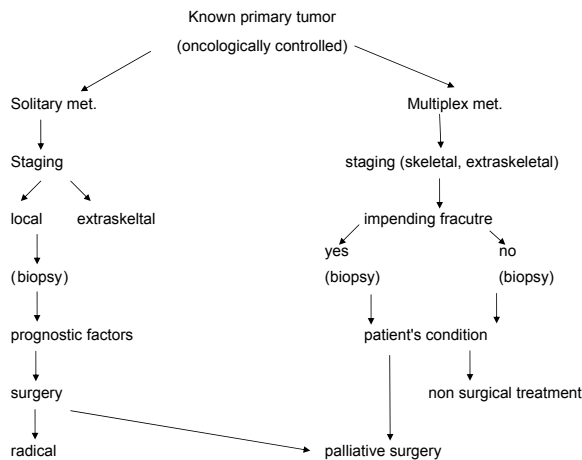 Known primary tumor
(oncologically controlled)
Solitary met.
Multiplex met.
Staging
staging (skeletal, extraskeletal)
local
extraskeltal
impending fracutre
yes
no
(biopsy)
(biopsy)
(biopsy)
prognostic factors
patient's condition
surgery
non surgical treatment
radical
palliative surgery